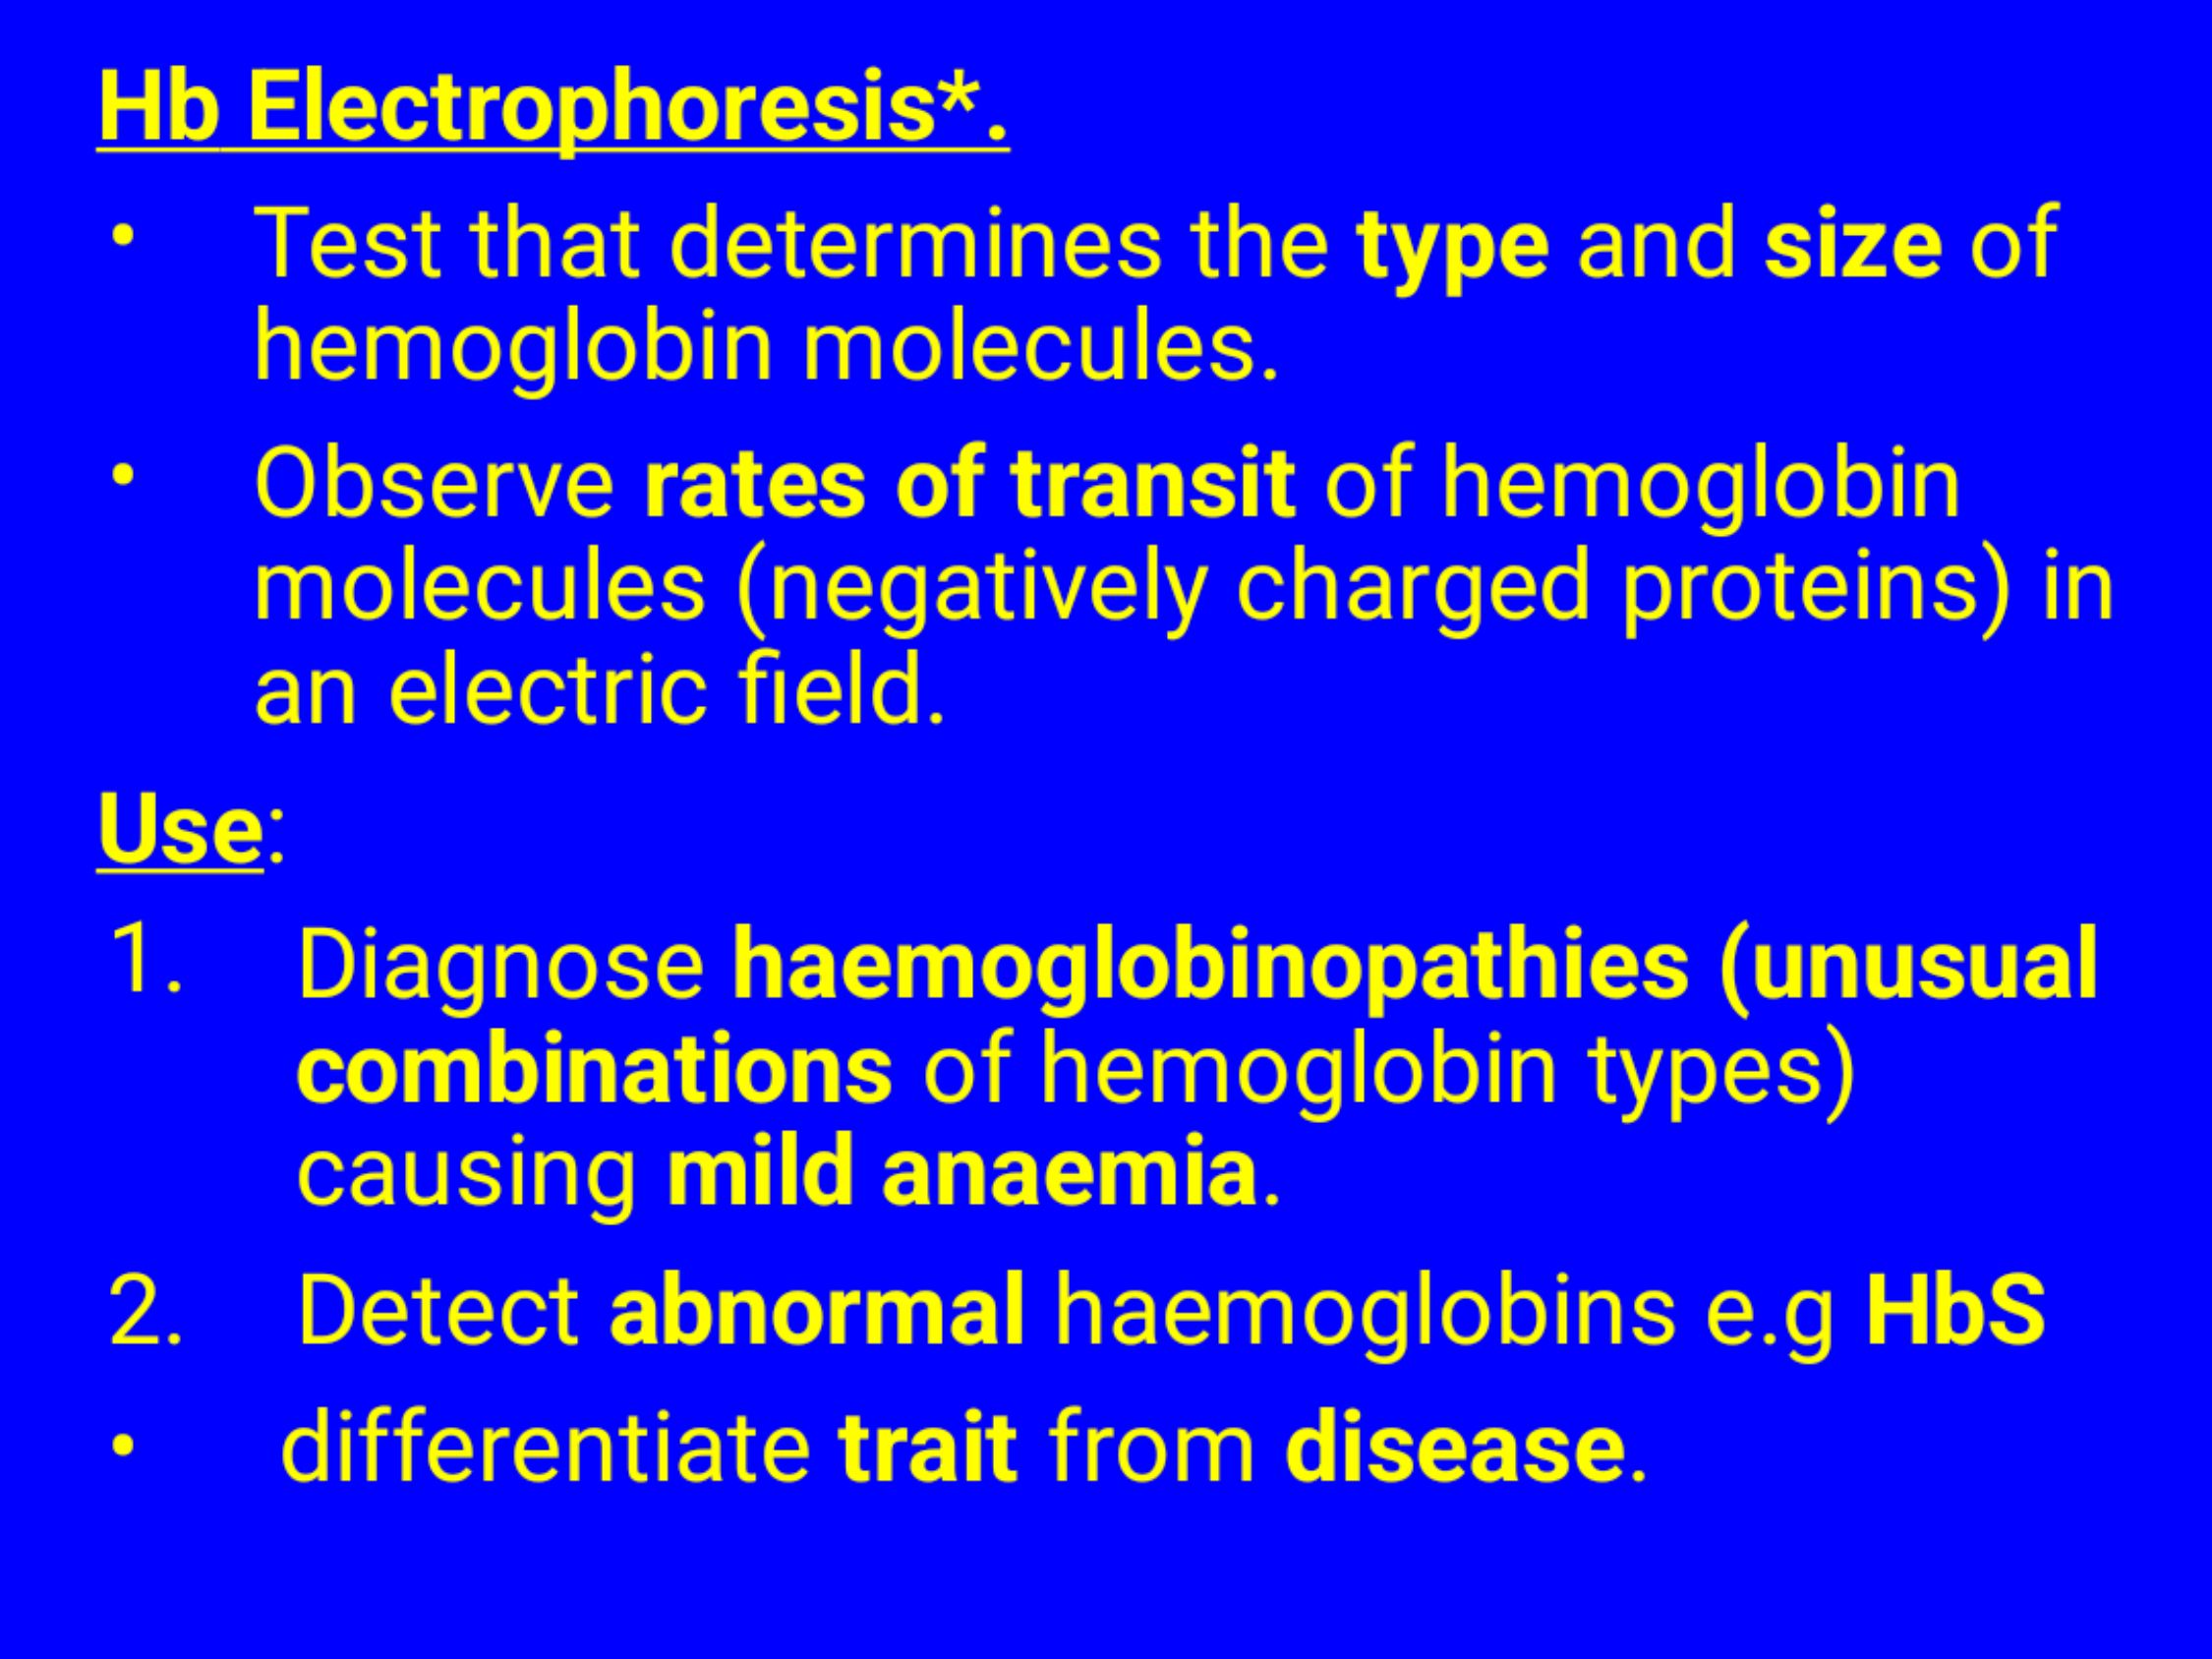 Hb Electrophoresis*.
• Test that determines the type and size of
hemoglobin molecules.
• Observe rates of transit of hemoglobin
molecules (negatively charged proteins) in
an electric field.
Use:
1. Diagnose haemoglobinopathies (unusual
combinations of hemoglobin types)
causing mild anaemia.
2. Detect abnormal haemoglobins e.g HbS
• differentiate trait from disease.